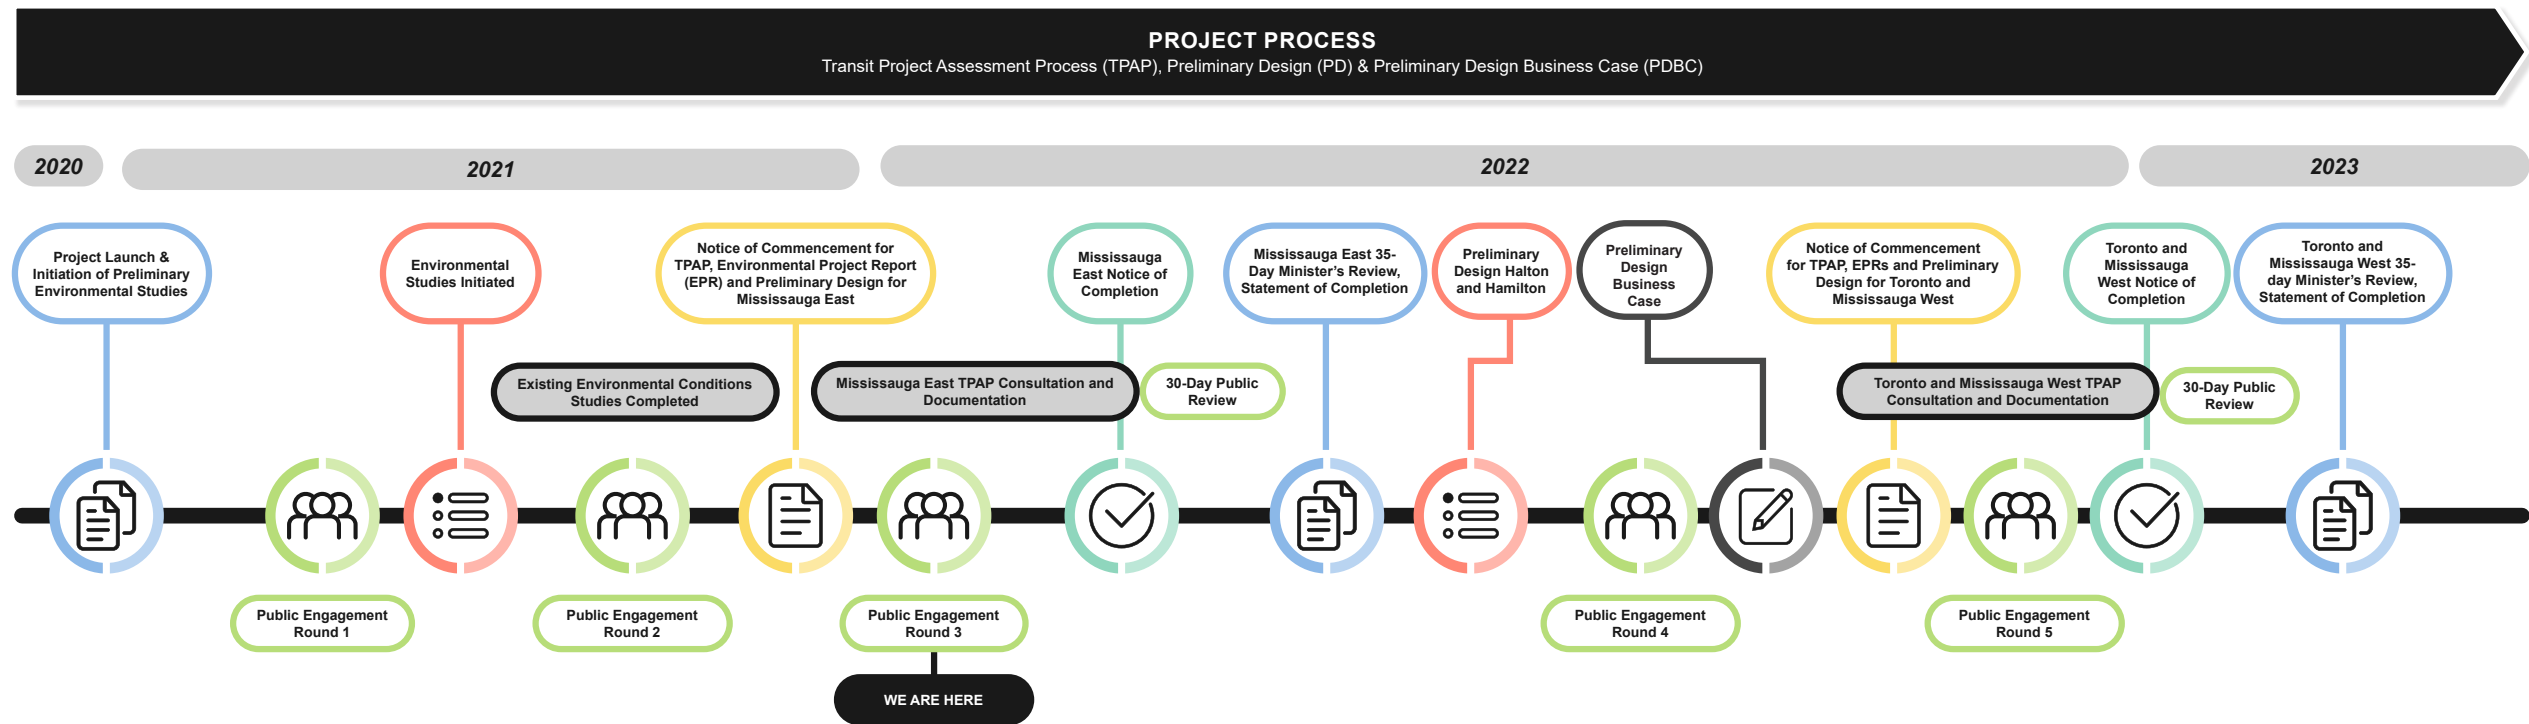 PROJECT PROCESS
Transit Project Assessment Process (TPAP), Preliminary Design (PD) & Preliminary Design Business Case (PDBC)
2020
2021
2022
2023
Project Launch &
Initiation of Preliminary
Environmental Studies
Environmental
Studies Initiated
Notice of Commencement for
TPAP, Environmental Project Report
(EPR) and Preliminary Design for
Mississauga East
Mississauga
East Notice of
Completion
Mississauga East 35-
Day Minister's Review,
Statement of Completion
Preliminary
Design Halton
and Hamilton
Preliminary
Design
Business
Case
Notice of Commencement
for TPAP, EPRs and Preliminary
Design for Toronto and
Mississauga West
Toronto and
Mississauga
West Notice of
Completion
Toronto and
Mississauga West 35-
day Minister's Review,
Statement of Completion
Existing Environmental Conditions
Studies Completed
Mississauga East TPAP Consultation and
Documentation
30-Day Public
Review
Toronto and Mississauga West TPAP
Consultation and Documentation
30-Day Public
Review
Public Engagement
Round 1
Public Engagement
Round 2
Public Engagement
Round 3
Public Engagement
Round 4
Public Engagement
Round 5
WE ARE HERE